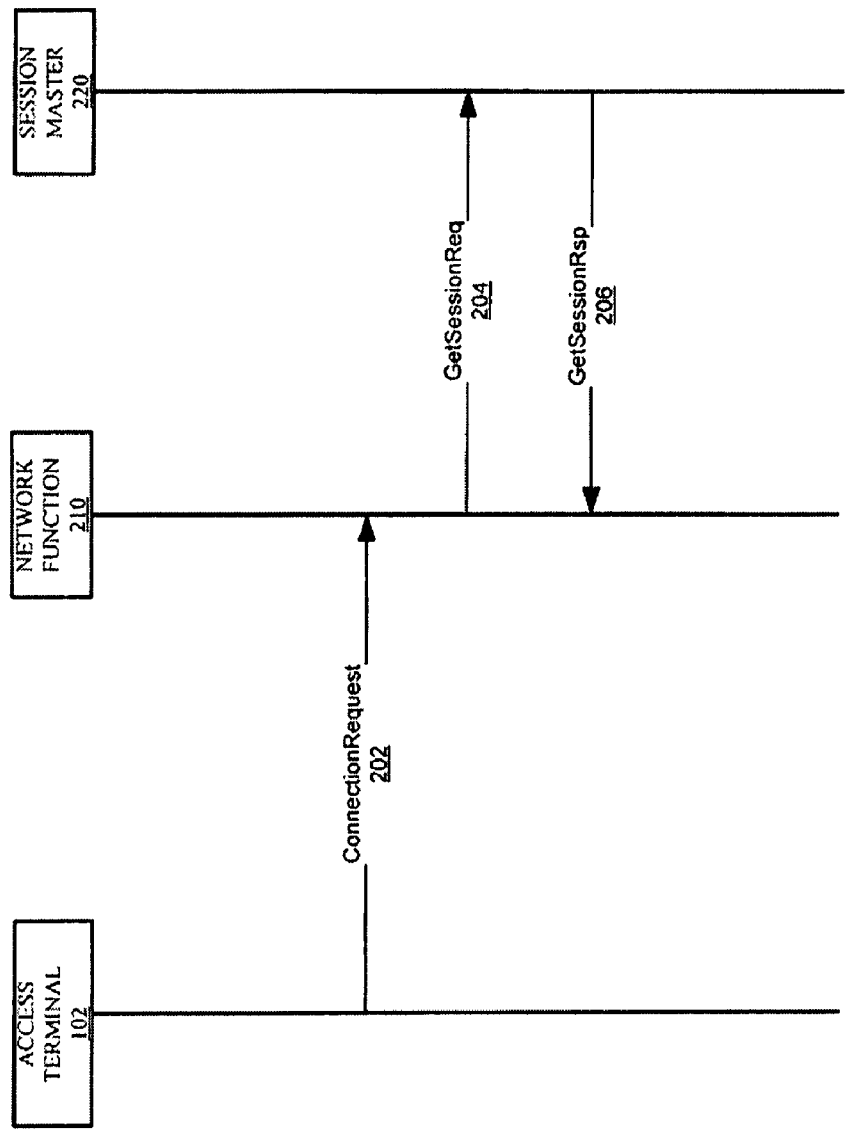 ACCESS
TERMINAL
102
NETWORK
FUNCTION
210
SESSION
MASTER
220
ConnectionRequest
202
GetSessionReq
204
GetSessionRsp
206